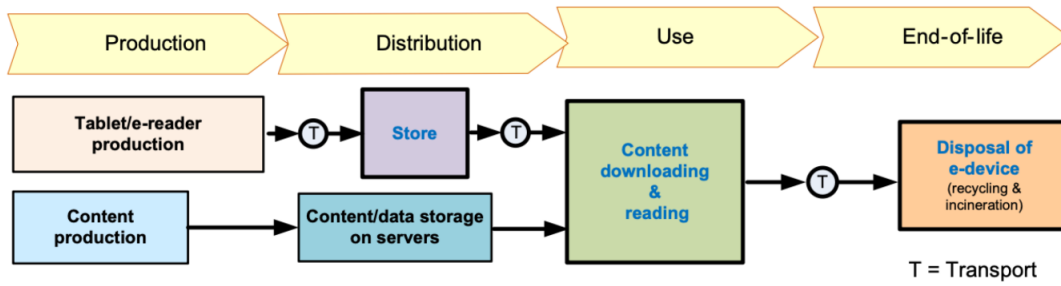 Production
Distribution
Use
End-of-life
Tablet/e-reader
production
T
Store
T
Content
downloading
&
reading
T
Disposal of
e-device
(recycling &
incineration)
Content
production
Content/data storage
on servers
T = Transport